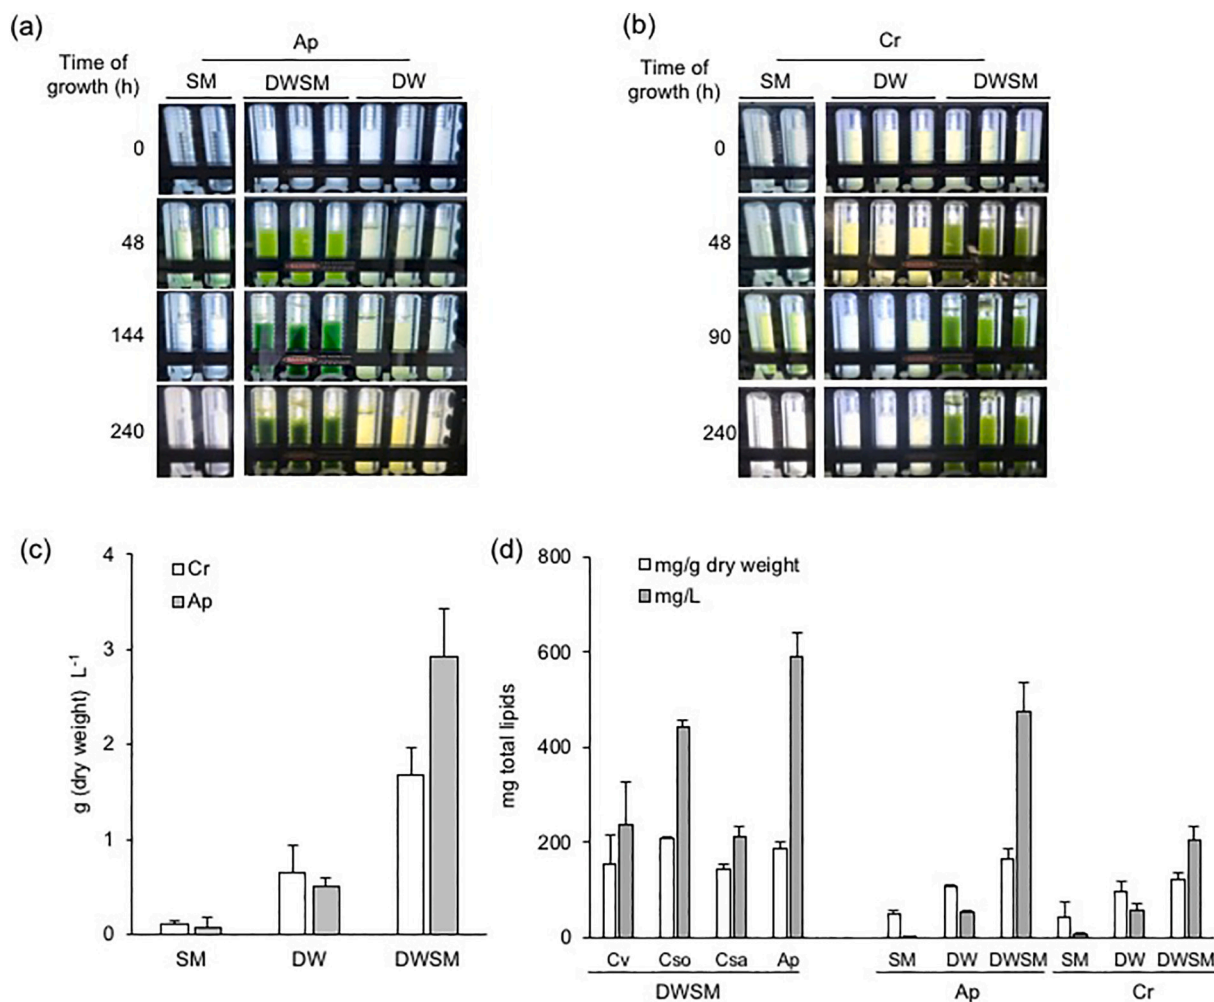 (a)
Ap
Time of
growth (h)
SM DWSM DW
0
48
144
240
(b)
Cr
Time of
growth (h)
SM DW DWSM
0
48
90
240
(c)
4
3
2
1
0
g (dry weight) L⁻¹
Cr
Ap
SM DW DWSM
(d)
800
600
400
200
0
mg total lipids
mg/g dry weight
mg/L
Cv Cso Csa Ap SM DW DWSM SM DW DWSM
DWSM Ap Cr